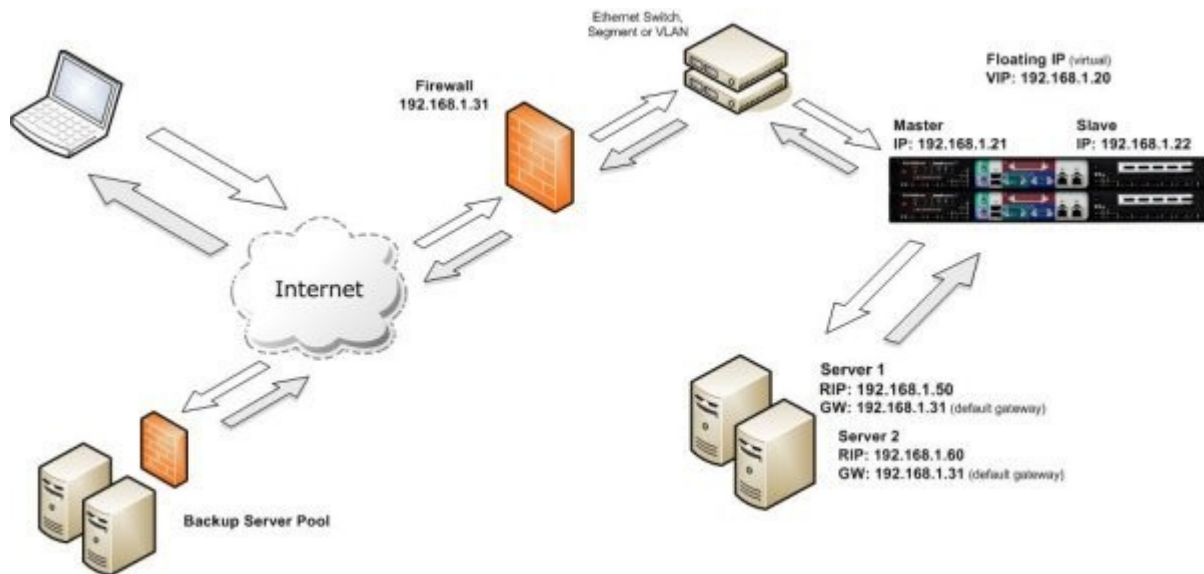 Ethernet Switch,
Segment or VLAN
Firewall
192.168.1.31
Floating IP (virtual)
VIP: 192.168.1.20
Master
IP: 192.168.1.21
Slave
IP: 192.168.1.22
Internet
Server 1
RIP: 192.168.1.50
GW: 192.168.1.31 (default gateway)
Server 2
RIP: 192.168.1.60
GW: 192.168.1.31 (default gateway)
Backup Server Pool